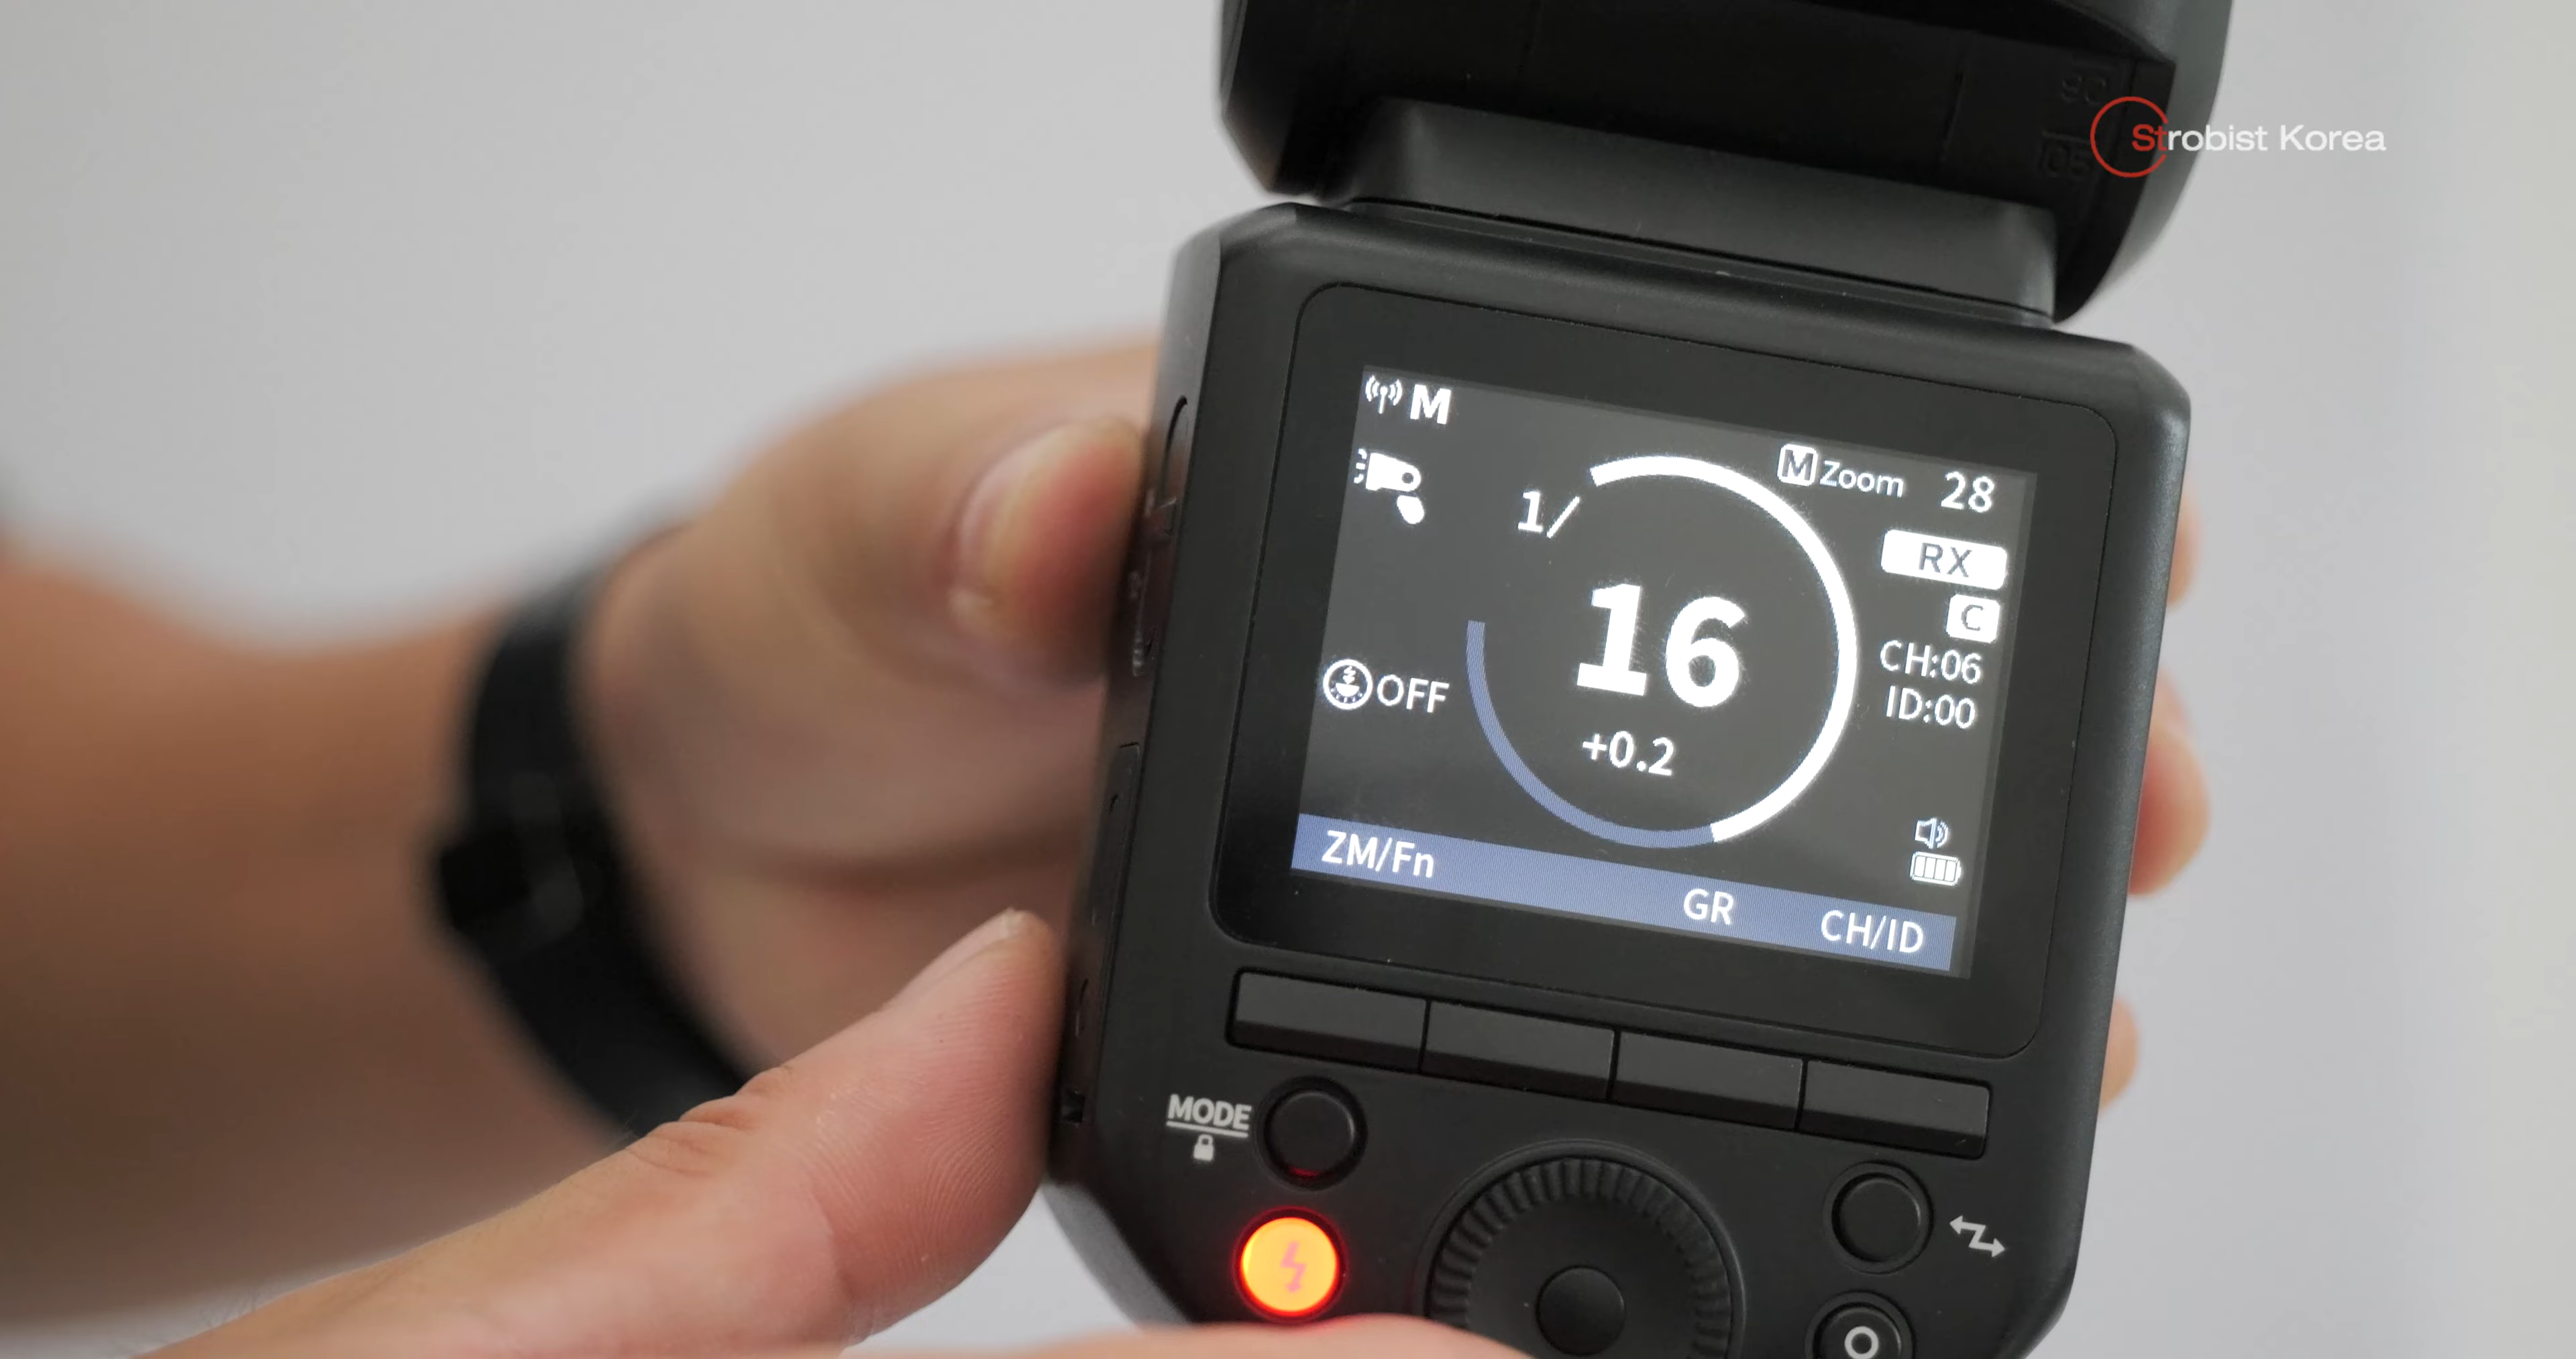 90
Strobist Korea
M
M Zoom 28
1/
RX
16
C
CH:06
OFF
ID:00
+0.2
ZM/Fn
GR
CH/ID
MODE